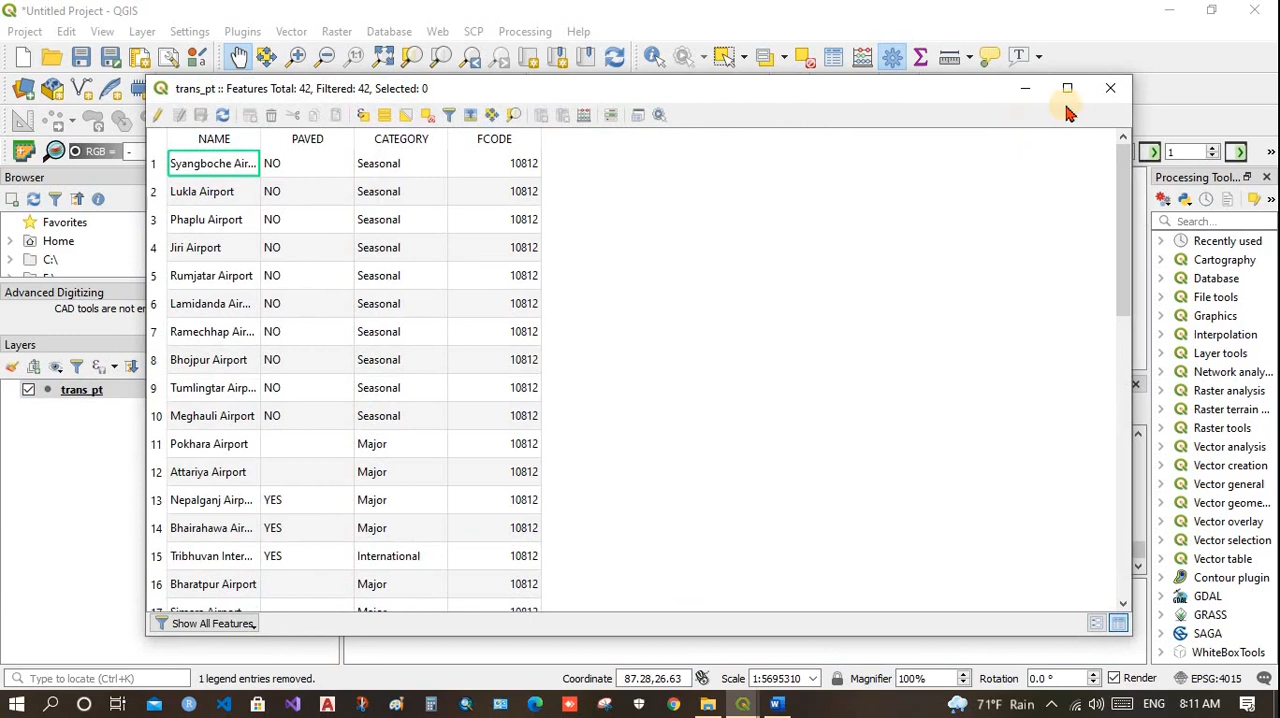 *Untitled Project - QGIS
Project Edit View Layer Settings Plugins Vector Raster Database Web SCP Processing Help
trans_pt :: Features Total: 42, Filtered: 42, Selected: 0
NAME PAVED CATEGORY FCODE
1 Syangboche Air... NO Seasonal 10812
2 Lukla Airport NO Seasonal 10812
3 Phaplu Airport NO Seasonal 10812
4 Jiri Airport NO Seasonal 10812
5 Rumjatar Airport NO Seasonal 10812
6 Lamidanda Air... NO Seasonal 10812
7 Ramechhap Air... NO Seasonal 10812
8 Bhojpur Airport NO Seasonal 10812
9 Tumlingtar Airp... NO Seasonal 10812
10 Meghauli Airport NO Seasonal 10812
11 Pokhara Airport Major 10812
12 Attariya Airport Major 10812
13 Nepalganj Airp... YES Major 10812
14 Bhairahawa Air... YES Major 10812
15 Tribhuvan Inter... YES International 10812
16 Bharatpur Airport Major 10812
Show All Features
RGB = -
1
Browser
Favorites
Home
C:\
Advanced Digitizing
CAD tools are not en
Layers
trans_pt
Processing Tool...
Search...
Recently used
Cartography
Database
File tools
Graphics
Interpolation
Layer tools
Network analy...
Raster analysis
Raster terrain ...
Raster tools
Vector analysis
Vector creation
Vector general
Vector geome...
Vector overlay
Vector selection
Vector table
Contour plugin
GDAL
GRASS
SAGA
WhiteBoxTools
Type to locate (Ctrl+K) 1 legend entries removed. Coordinate 87.28,26.63 Scale 1:5695310 Magnifier 100% Rotation 0.0 ° Render EPSG:4015
71°F Rain ENG 8:11 AM